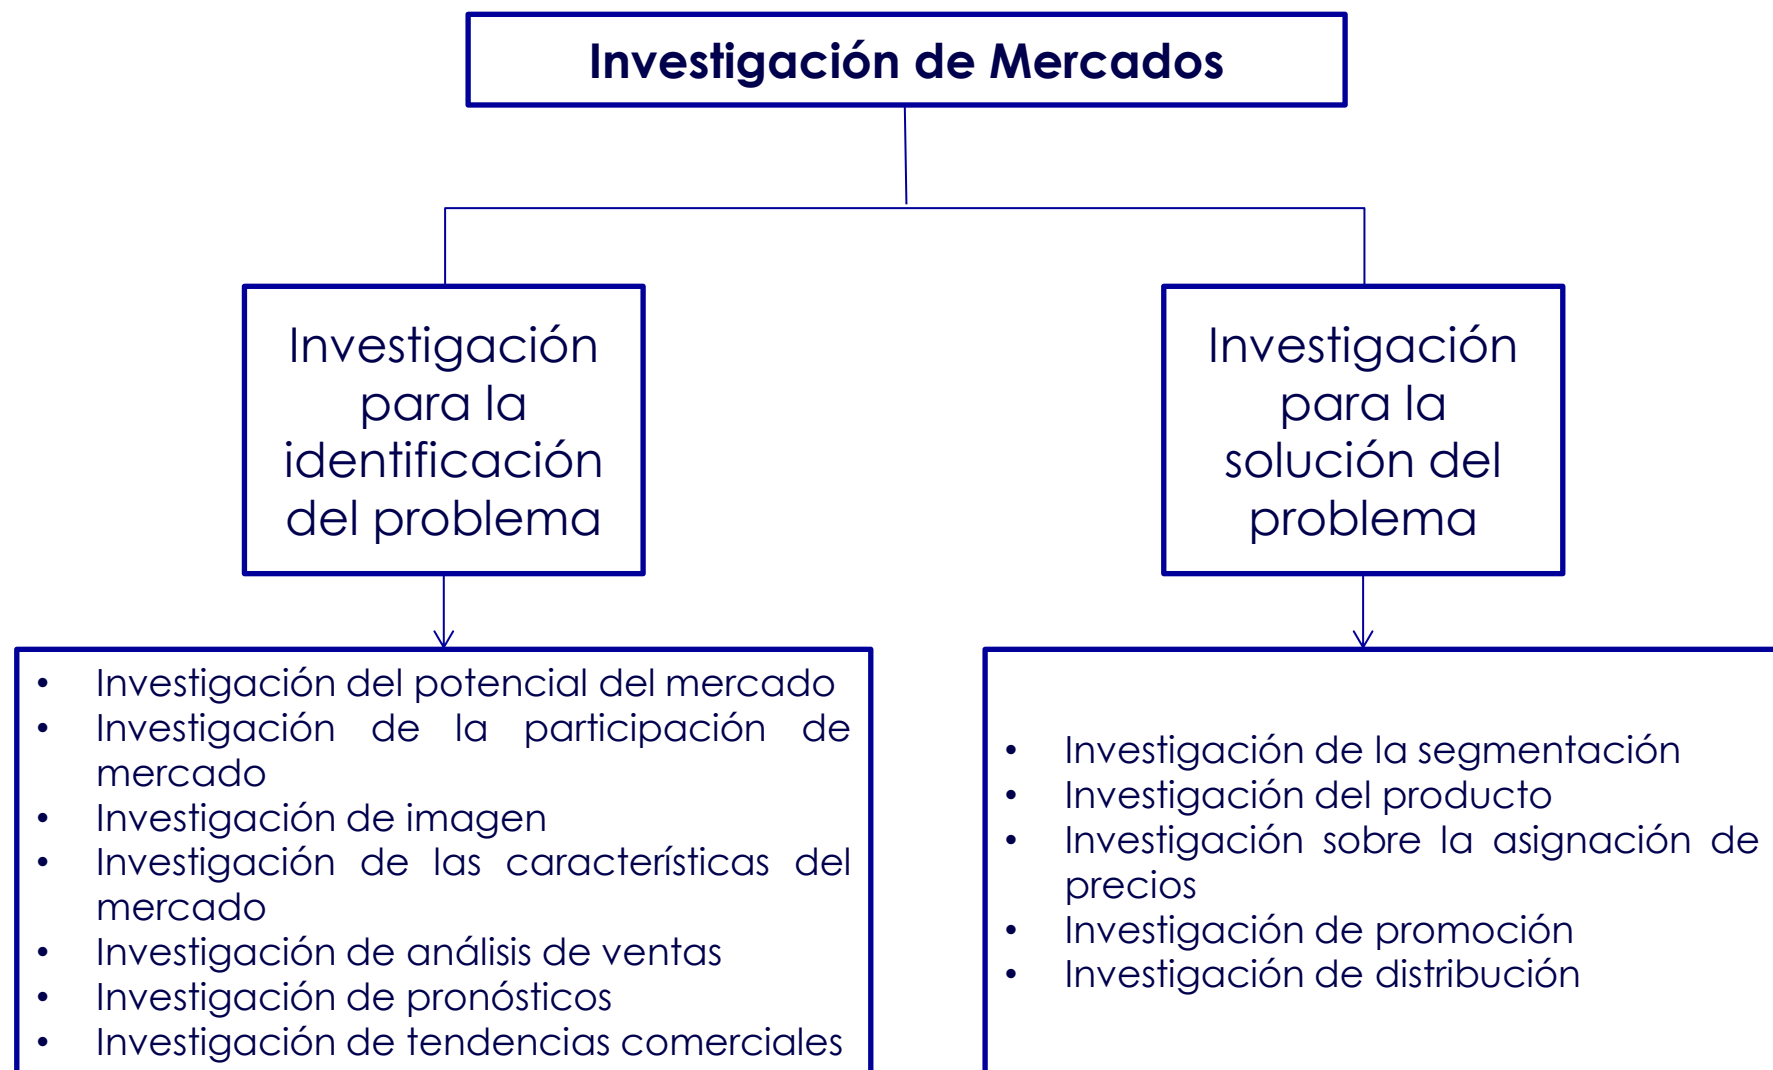 Investigación de Mercados
Investigación
para la
identificación
del problema
Investigación
para la
solución del
problema
• Investigación del potencial del mercado
• Investigación de la participación de
mercado
• Investigación de imagen
• Investigación de las características del
mercado
• Investigación de análisis de ventas
• Investigación de pronósticos
• Investigación de tendencias comerciales
• Investigación de la segmentación
• Investigación del producto
• Investigación sobre la asignación de
precios
• Investigación de promoción
• Investigación de distribución